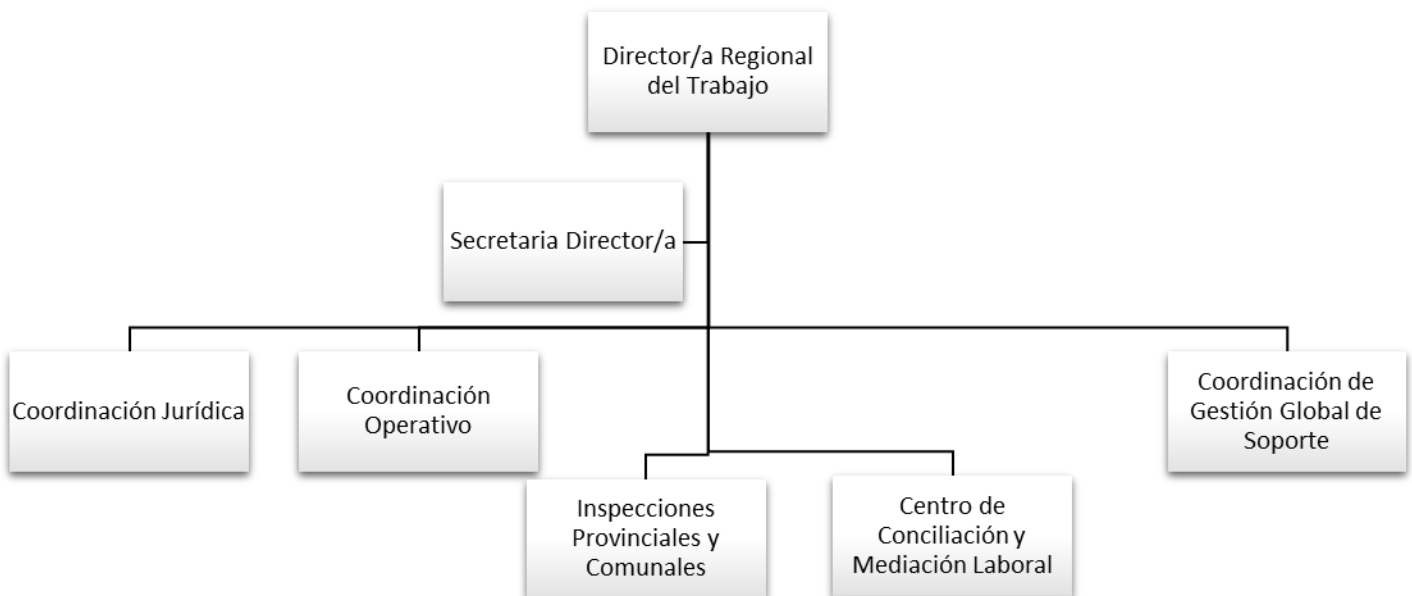 Director/a Regional
del Trabajo
Secretaria Director/a
Coordinación Jurídica
Coordinación
Operativo
Coordinación de
Gestión Global de
Soporte
Inspecciones
Provinciales y
Comunales
Centro de
Conciliación y
Mediación Laboral